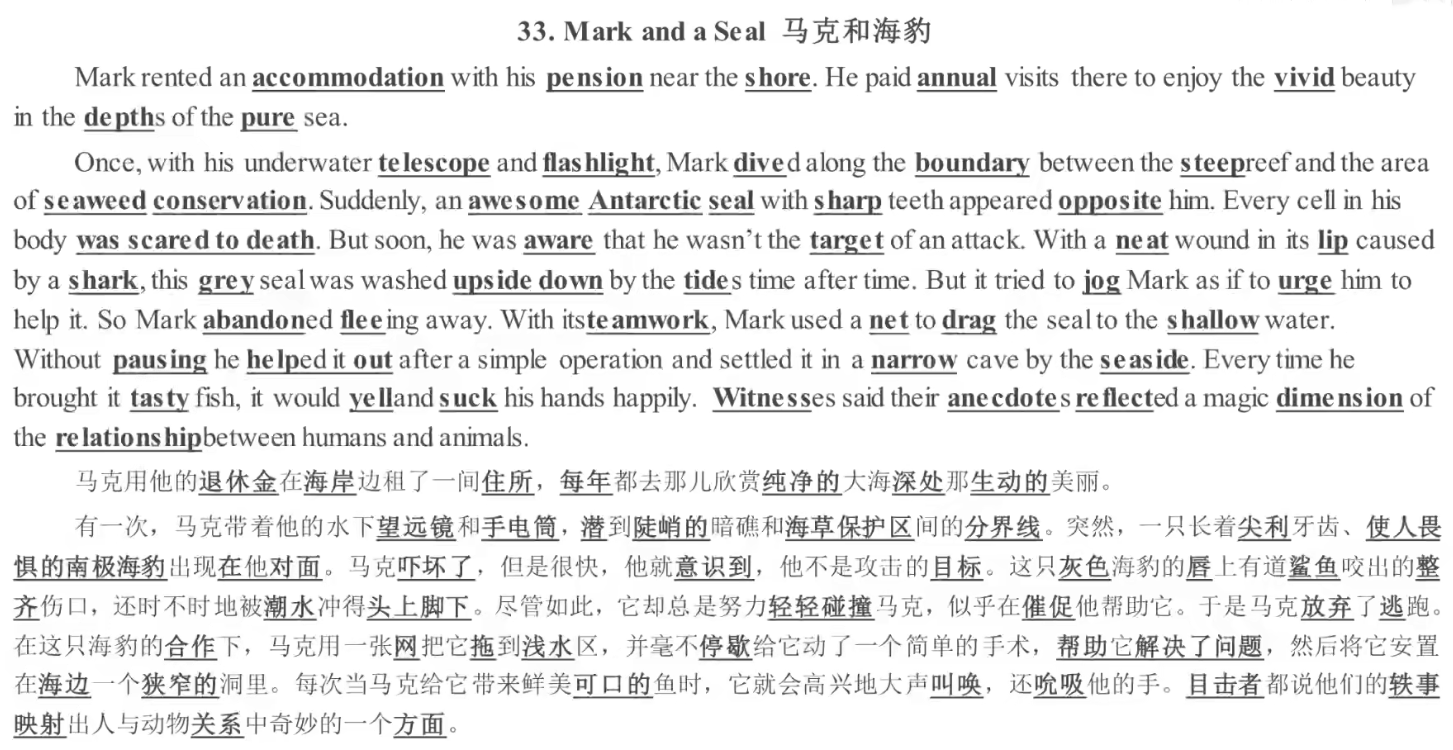 33. Mark and a Seal 马克和海豹
Mark rented an accommodation with his pension near the shore. He paid annual visits there to enjoy the vivid beauty
in the depths of the pure sea.
Once, with his underwater telescope and flashlight, Mark dived along the boundary between the steepreef and the area
of seaweed conservation. Suddenly, an awesome Antarctic seal with sharp teeth appeared opposite him. Every cell in his
body was scared to death. But soon, he was aware that he wasn't the target of an attack. With a neat wound in its lip caused
by a shark, this grey seal was washed upside down by the tides time after time. But it tried to jog Mark as if to urge him to
help it. So Mark abandoned fleeing away. With itsteamwork, Mark used a net to drag the seal to the shallow water.
Without pausing he helped it out after a simple operation and settled it in a narrow cave by the seaside. Every time he
brought it tasty fish, it would yelland suck his hands happily. Witnesses said their anecdotes reflected a magic dimension of
the relationshipbetween humans and animals.
马克用他的退休金在海岸边租了一间住所，每年都去那儿欣赏纯净的大海深处那生动的美丽。
有一次，马克带着他的水下望远镜和手电筒，潜到陡峭的暗礁和海草保护区间的分界线。突然，一只长着尖利牙齿、使人畏
惧的南极海豹出现在他对面。马克吓坏了，但是很快，他就意识到，他不是攻击的目标。这只灰色海豹的唇上有道鲨鱼咬出的整
齐伤口，还时不时地被潮水冲得头上脚下。尽管如此，它却总是努力轻轻碰撞马克，似乎在催促他帮助它。于是马克放弃了逃跑。
在这只海豹的合作下，马克用一张网把它拖到浅水区，并毫不停歇给它动了一个简单的手术，帮助它解决了问题，然后将它安置
在海边一个狭窄的洞里。每次当马克给它带来鲜美可口的鱼时，它就会高兴地大声叫唤，还吮吸他的手。目击者都说他们的轶事
映射出人与动物关系中奇妙的一个方面。